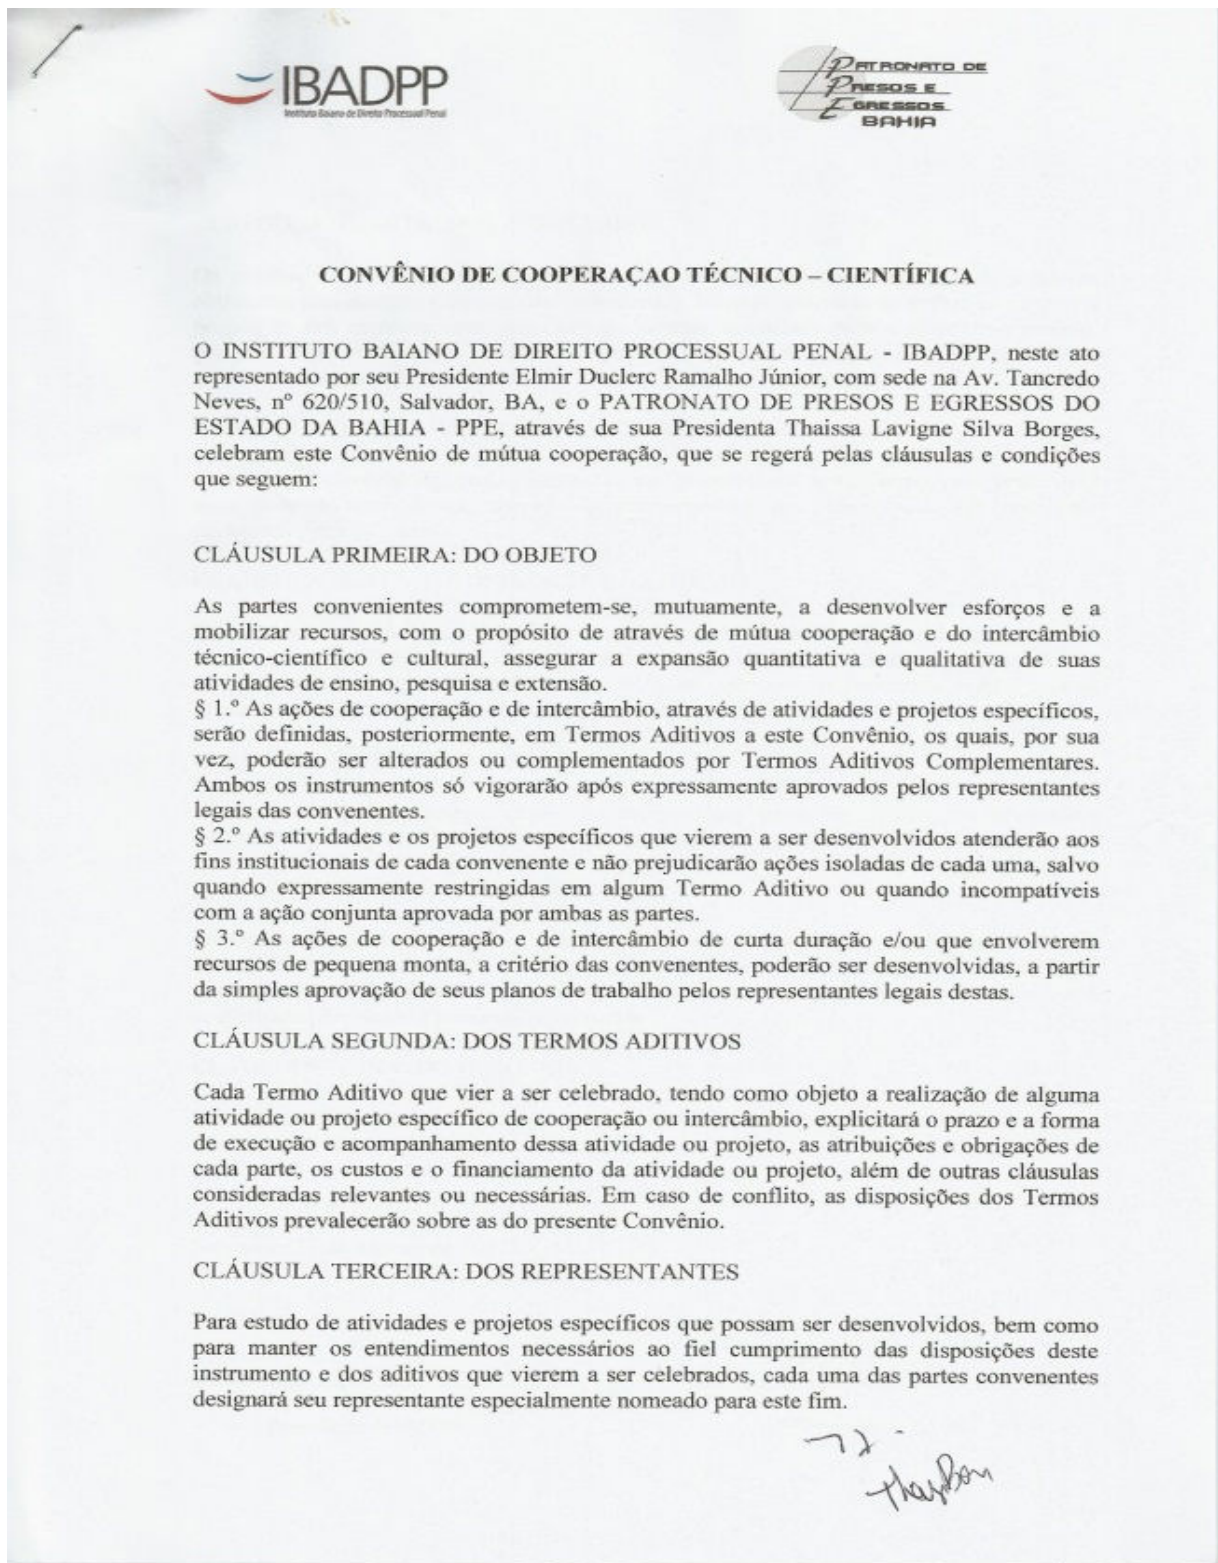 IBADPP
Instituto Baiano de Direito Processual Penal
PATRONATO DE
PRESOS E
EGRESSOS
BAHIA
CONVÊNIO DE COOPERAÇAO TÉCNICO – CIENTÍFICA
O INSTITUTO BAIANO DE DIREITO PROCESSUAL PENAL - IBADPP, neste ato
representado por seu Presidente Elmir Duclerc Ramalho Júnior, com sede na Av. Tancredo
Neves, nº 620/510, Salvador, BA, e o PATRONATO DE PRESOS E EGRESSOS DO
ESTADO DA BAHIA - PPE, através de sua Presidenta Thaissa Lavigne Silva Borges,
celebram este Convênio de mútua cooperação, que se regerá pelas cláusulas e condições
que seguem:
CLÁUSULA PRIMEIRA: DO OBJETO
As partes convenientes comprometem-se, mutuamente, a desenvolver esforços e a
mobilizar recursos, com o propósito de através de mútua cooperação e do intercâmbio
técnico-científico e cultural, assegurar a expansão quantitativa e qualitativa de suas
atividades de ensino, pesquisa e extensão.
§ 1.º As ações de cooperação e de intercâmbio, através de atividades e projetos específicos,
serão definidas, posteriormente, em Termos Aditivos a este Convênio, os quais, por sua
vez, poderão ser alterados ou complementados por Termos Aditivos Complementares.
Ambos os instrumentos só vigorarão após expressamente aprovados pelos representantes
legais das convenentes.
§ 2.º As atividades e os projetos específicos que vierem a ser desenvolvidos atenderão aos
fins institucionais de cada convenente e não prejudicarão ações isoladas de cada uma, salvo
quando expressamente restringidas em algum Termo Aditivo ou quando incompatíveis
com a ação conjunta aprovada por ambas as partes.
§ 3.º As ações de cooperação e de intercâmbio de curta duração e/ou que envolverem
recursos de pequena monta, a critério das convenentes, poderão ser desenvolvidas, a partir
da simples aprovação de seus planos de trabalho pelos representantes legais destas.
CLÁUSULA SEGUNDA: DOS TERMOS ADITIVOS
Cada Termo Aditivo que vier a ser celebrado, tendo como objeto a realização de alguma
atividade ou projeto específico de cooperação ou intercâmbio, explicitará o prazo e a forma
de execução e acompanhamento dessa atividade ou projeto, as atribuições e obrigações de
cada parte, os custos e o financiamento da atividade ou projeto, além de outras cláusulas
consideradas relevantes ou necessárias. Em caso de conflito, as disposições dos Termos
Aditivos prevalecerão sobre as do presente Convênio.
CLÁUSULA TERCEIRA: DOS REPRESENTANTES
Para estudo de atividades e projetos específicos que possam ser desenvolvidos, bem como
para manter os entendimentos necessários ao fiel cumprimento das disposições deste
instrumento e dos aditivos que vierem a ser celebrados, cada uma das partes convenentes
designará seu representante especialmente nomeado para este fim.